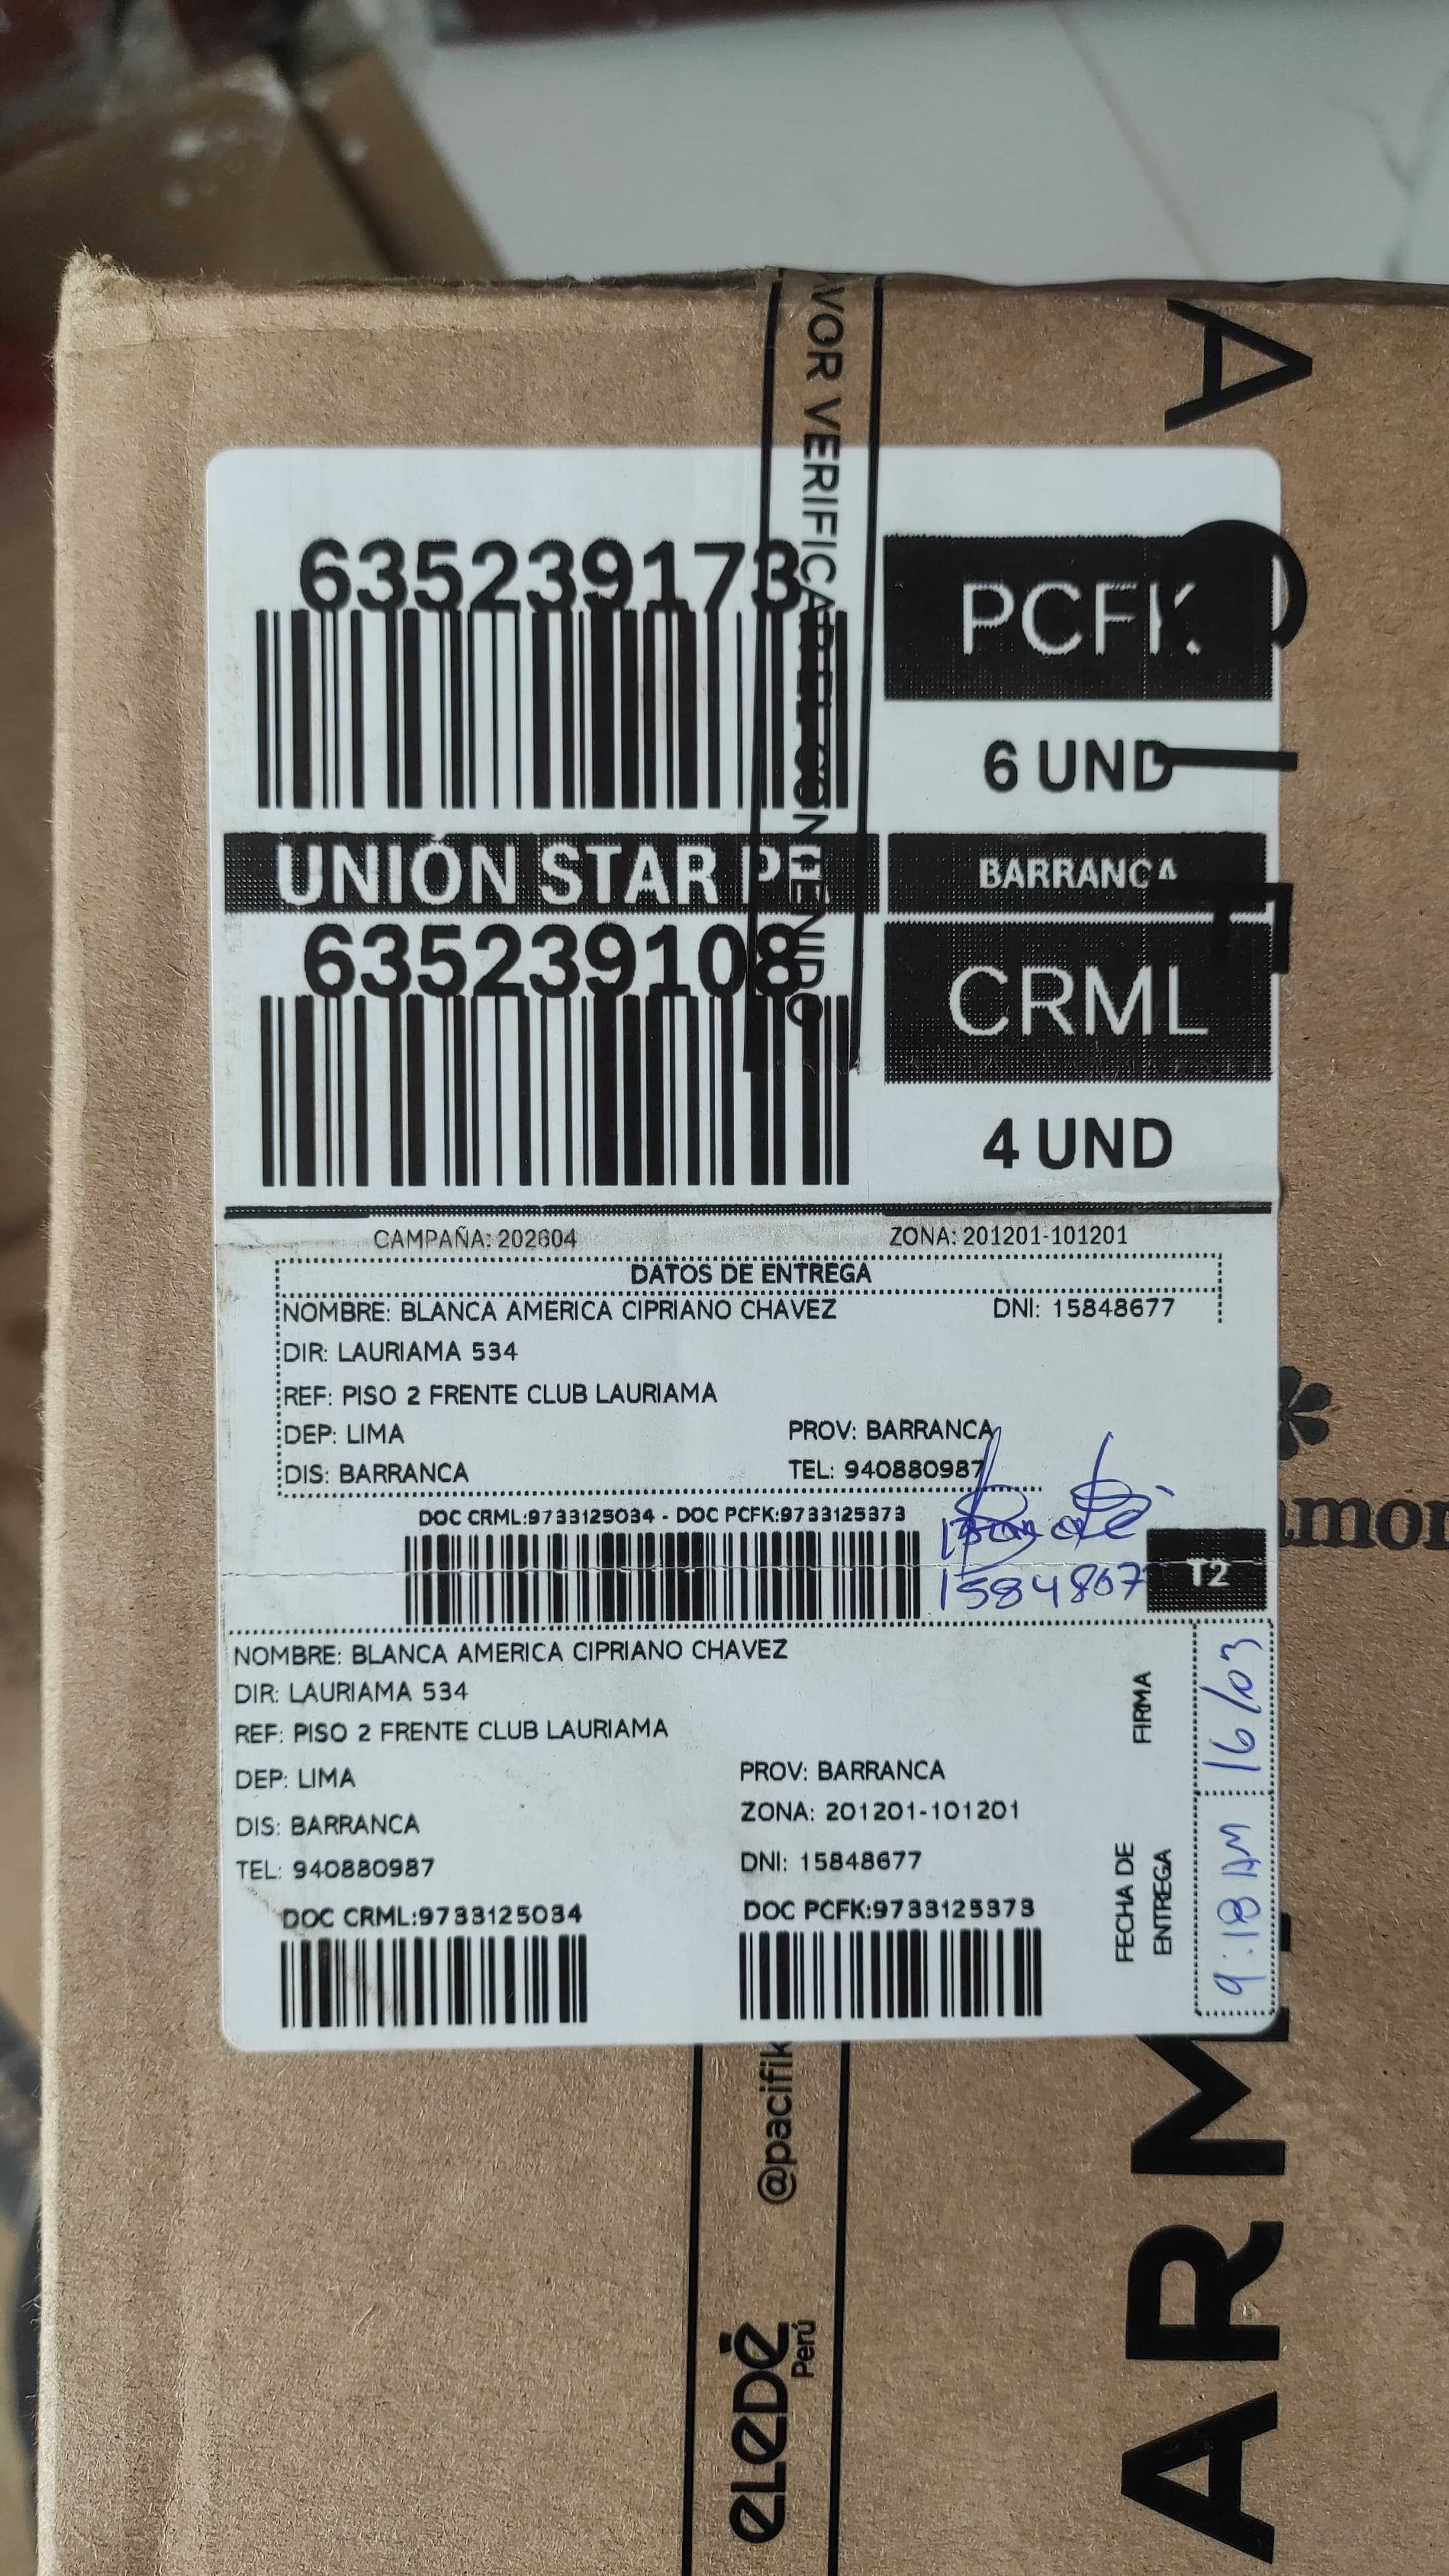 635239173
PCFK
6 UND
UNIÓN STAR PE
BARRANCA
635239108
CRML
4 UND
CAMPAÑA: 202604 ZONA: 201201-101201
DATOS DE ENTREGA
NOMBRE: BLANCA AMERICA CIPRIANO CHAVEZ DNI: 15848677
DIR: LAURIAMA 534
REF: PISO 2 FRENTE CLUB LAURIAMA
DEP: LIMA PROV: BARRANCA
DIS: BARRANCA TEL: 940880987
DOC CRML:9733125034 - DOC PCFK:9733125373
T2
NOMBRE: BLANCA AMERICA CIPRIANO CHAVEZ
DIR: LAURIAMA 534
REF: PISO 2 FRENTE CLUB LAURIAMA
DEP: LIMA PROV: BARRANCA
ZONA: 201201-101201
DIS: BARRANCA
TEL: 940880987 DNI: 15848677
DOC CRML:9733125034 DOC PCFK:9733125373
FIRMA
16/03
FECHA DE
ENTREGA
9:18 AM
VOR VERIFICAR EL CONTENIDO
@pacifik
eLeDé
Perú